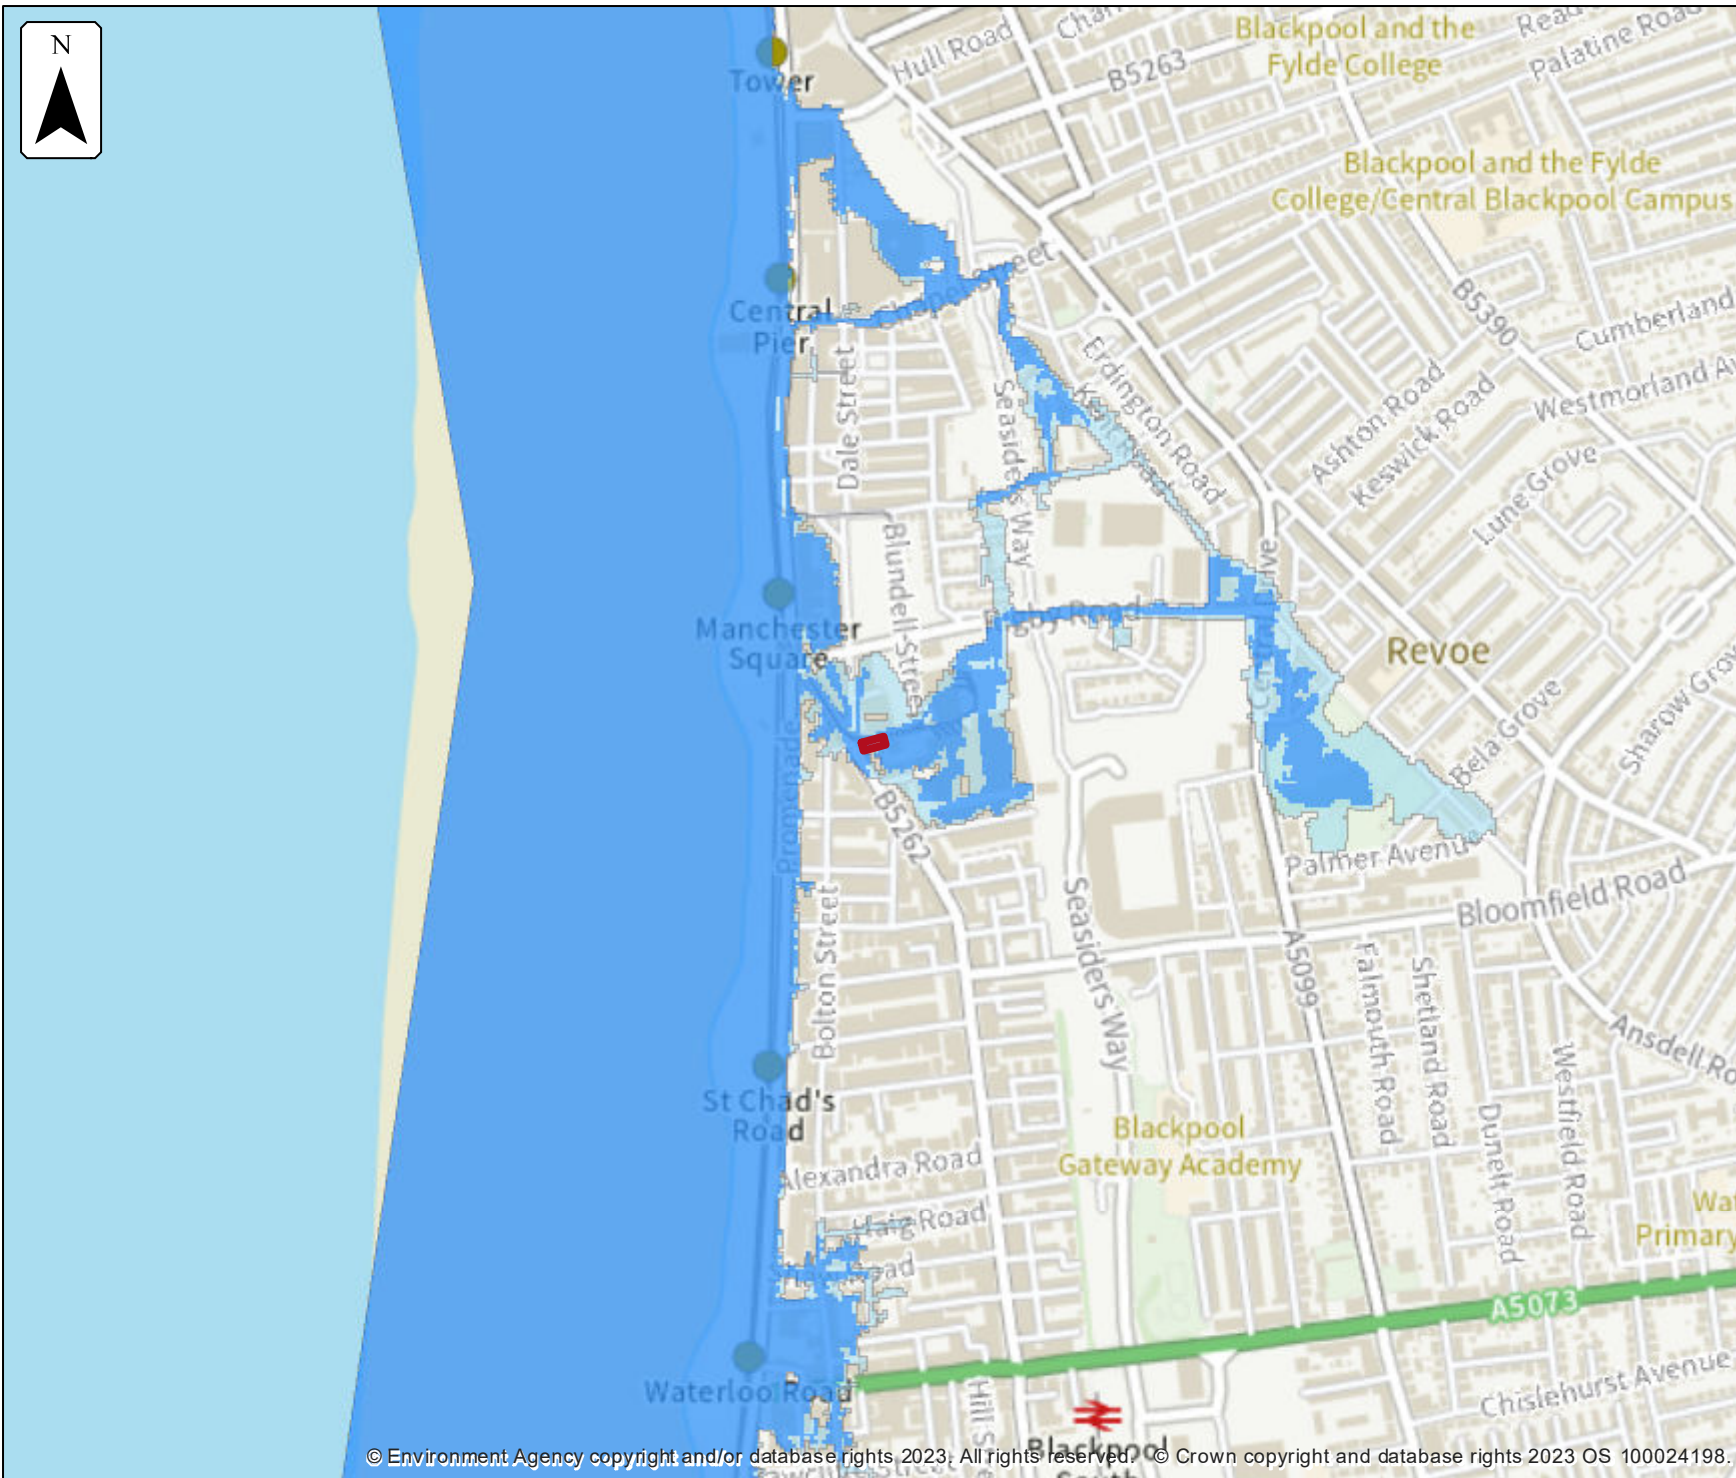 N
Tower
Hull Road
B5263
Blackpool and the
Fylde College
Palatine Road
Blackpool and the Fylde
College/Central Blackpool Campus
Central
Pier
Dale Street
Seasiders Way
Erdington Road
B5390
Cumberland
Ashton Road
Keswick Road
Westmorland
Lune Grove
Blundell Street
Manchester
Square
Revoe
Bela Grove
Promenade
B5262
Palmer Avenue
Bloomfield Road
Bolton Street
Seasiders Way
A5099
Falmouth Road
Shetland Road
Westfield Road
Dunelt Road
Ansdell
St Chad's
Road
Alexandra Road
Blackpool
Gateway Academy
Haig Road
Primary
A5073
Waterloo Road
Chislehurst Avenue
Blackpool
South
© Environment Agency copyright and/or database rights 2023. All rights reserved. © Crown copyright and database rights 2023 OS 100024198.